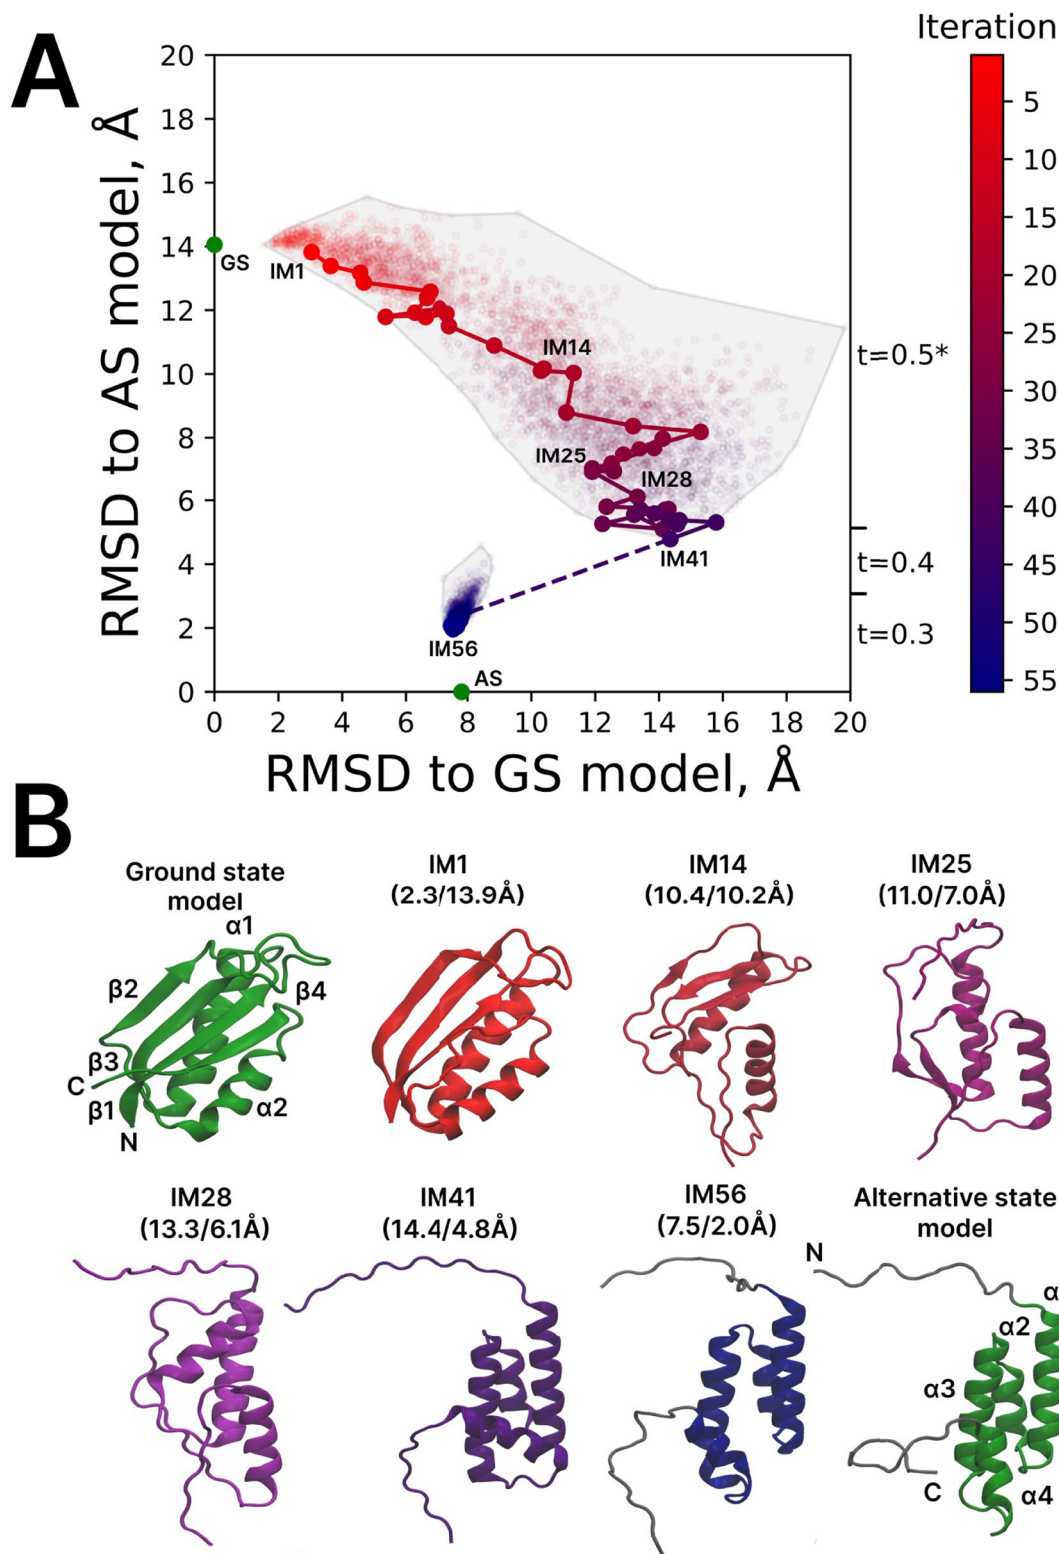 A
Iteration
20
18
16
14
12
10
8
6
4
2
0
RMSD to AS model, Å
GS
IM1
IM14
IM25
IM28
IM41
IM56
AS
t=0.5*
t=0.4
t=0.3
5
10
15
20
25
30
35
40
45
50
55
0 2 4 6 8 10 12 14 16 18 20
RMSD to GS model, Å
B
Ground state
model
α1
β2
β4
β3
C
β1
α2
N
IM1
(2.3/13.9Å)
IM14
(10.4/10.2Å)
IM25
(11.0/7.0Å)
IM28
(13.3/6.1Å)
IM41
(14.4/4.8Å)
IM56
(7.5/2.0Å)
Alternative state
model
N
α
α2
α3
C
α4